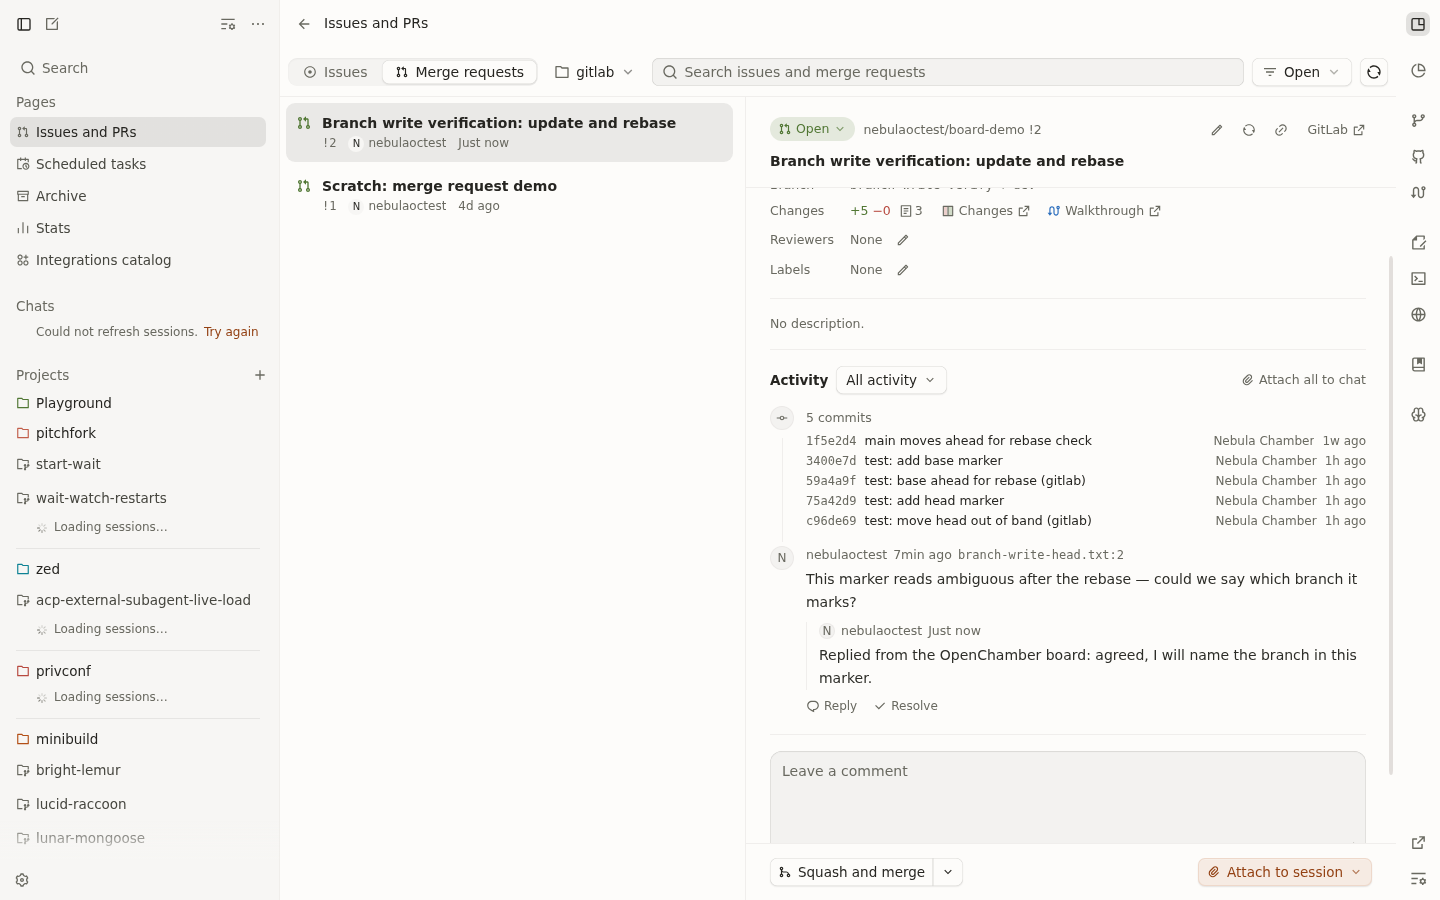 Search
Pages
Issues and PRs
Scheduled tasks
Archive
Stats
Integrations catalog
Chats
Could not refresh sessions. Try again
Projects
Playground
pitchfork
start-wait
wait-watch-restarts
Loading sessions...
zed
acp-external-subagent-live-load
Loading sessions...
privconf
Loading sessions...
minibuild
bright-lemur
lucid-raccoon
lunar-mongoose
Issues and PRs
Issues
Merge requests
gitlab
Search issues and merge requests
Open
Branch write verification: update and rebase
!2 N nebulaoctest Just now
Scratch: merge request demo
!1 N nebulaoctest 4d ago
Open nebulaoctest/board-demo !2
GitLab
Branch write verification: update and rebase
Changes +5 −0 3 Changes Walkthrough
Reviewers None
Labels None
No description.
Activity All activity
Attach all to chat
5 commits
1f5e2d4 main moves ahead for rebase check Nebula Chamber 1w ago
3400e7d test: add base marker Nebula Chamber 1h ago
59a4a9f test: base ahead for rebase (gitlab) Nebula Chamber 1h ago
75a42d9 test: add head marker Nebula Chamber 1h ago
c96de69 test: move head out of band (gitlab) Nebula Chamber 1h ago
N nebulaoctest 7min ago branch-write-head.txt:2
This marker reads ambiguous after the rebase — could we say which branch it
marks?
N nebulaoctest Just now
Replied from the OpenChamber board: agreed, I will name the branch in this
marker.
Reply Resolve
Leave a comment
Squash and merge
Attach to session